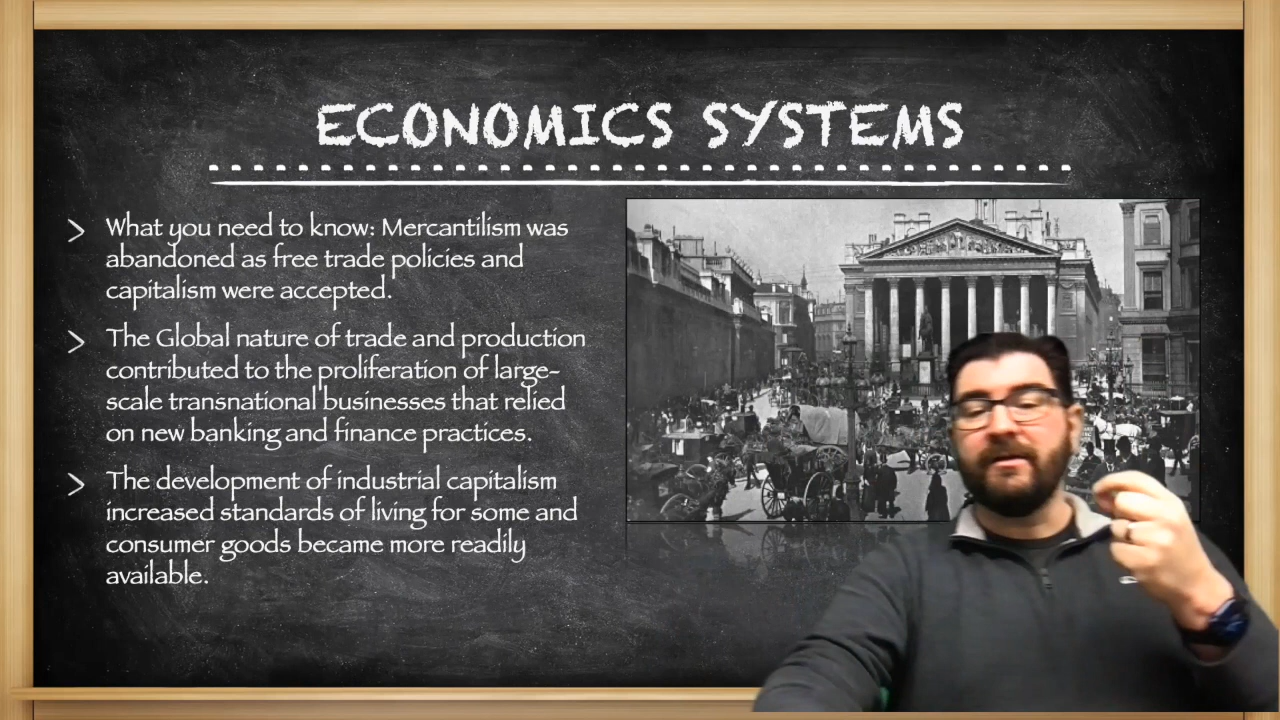 ECONOMICS SYSTEMS
What you need to know: Mercantilism was
abandoned as free trade policies and
capitalism were accepted.
The Global nature of trade and production
contributed to the proliferation of large-
scale transnational businesses that relied
on new banking and finance practices.
The development of industrial capitalism
increased standards of living for some and
consumer goods became more readily
available.